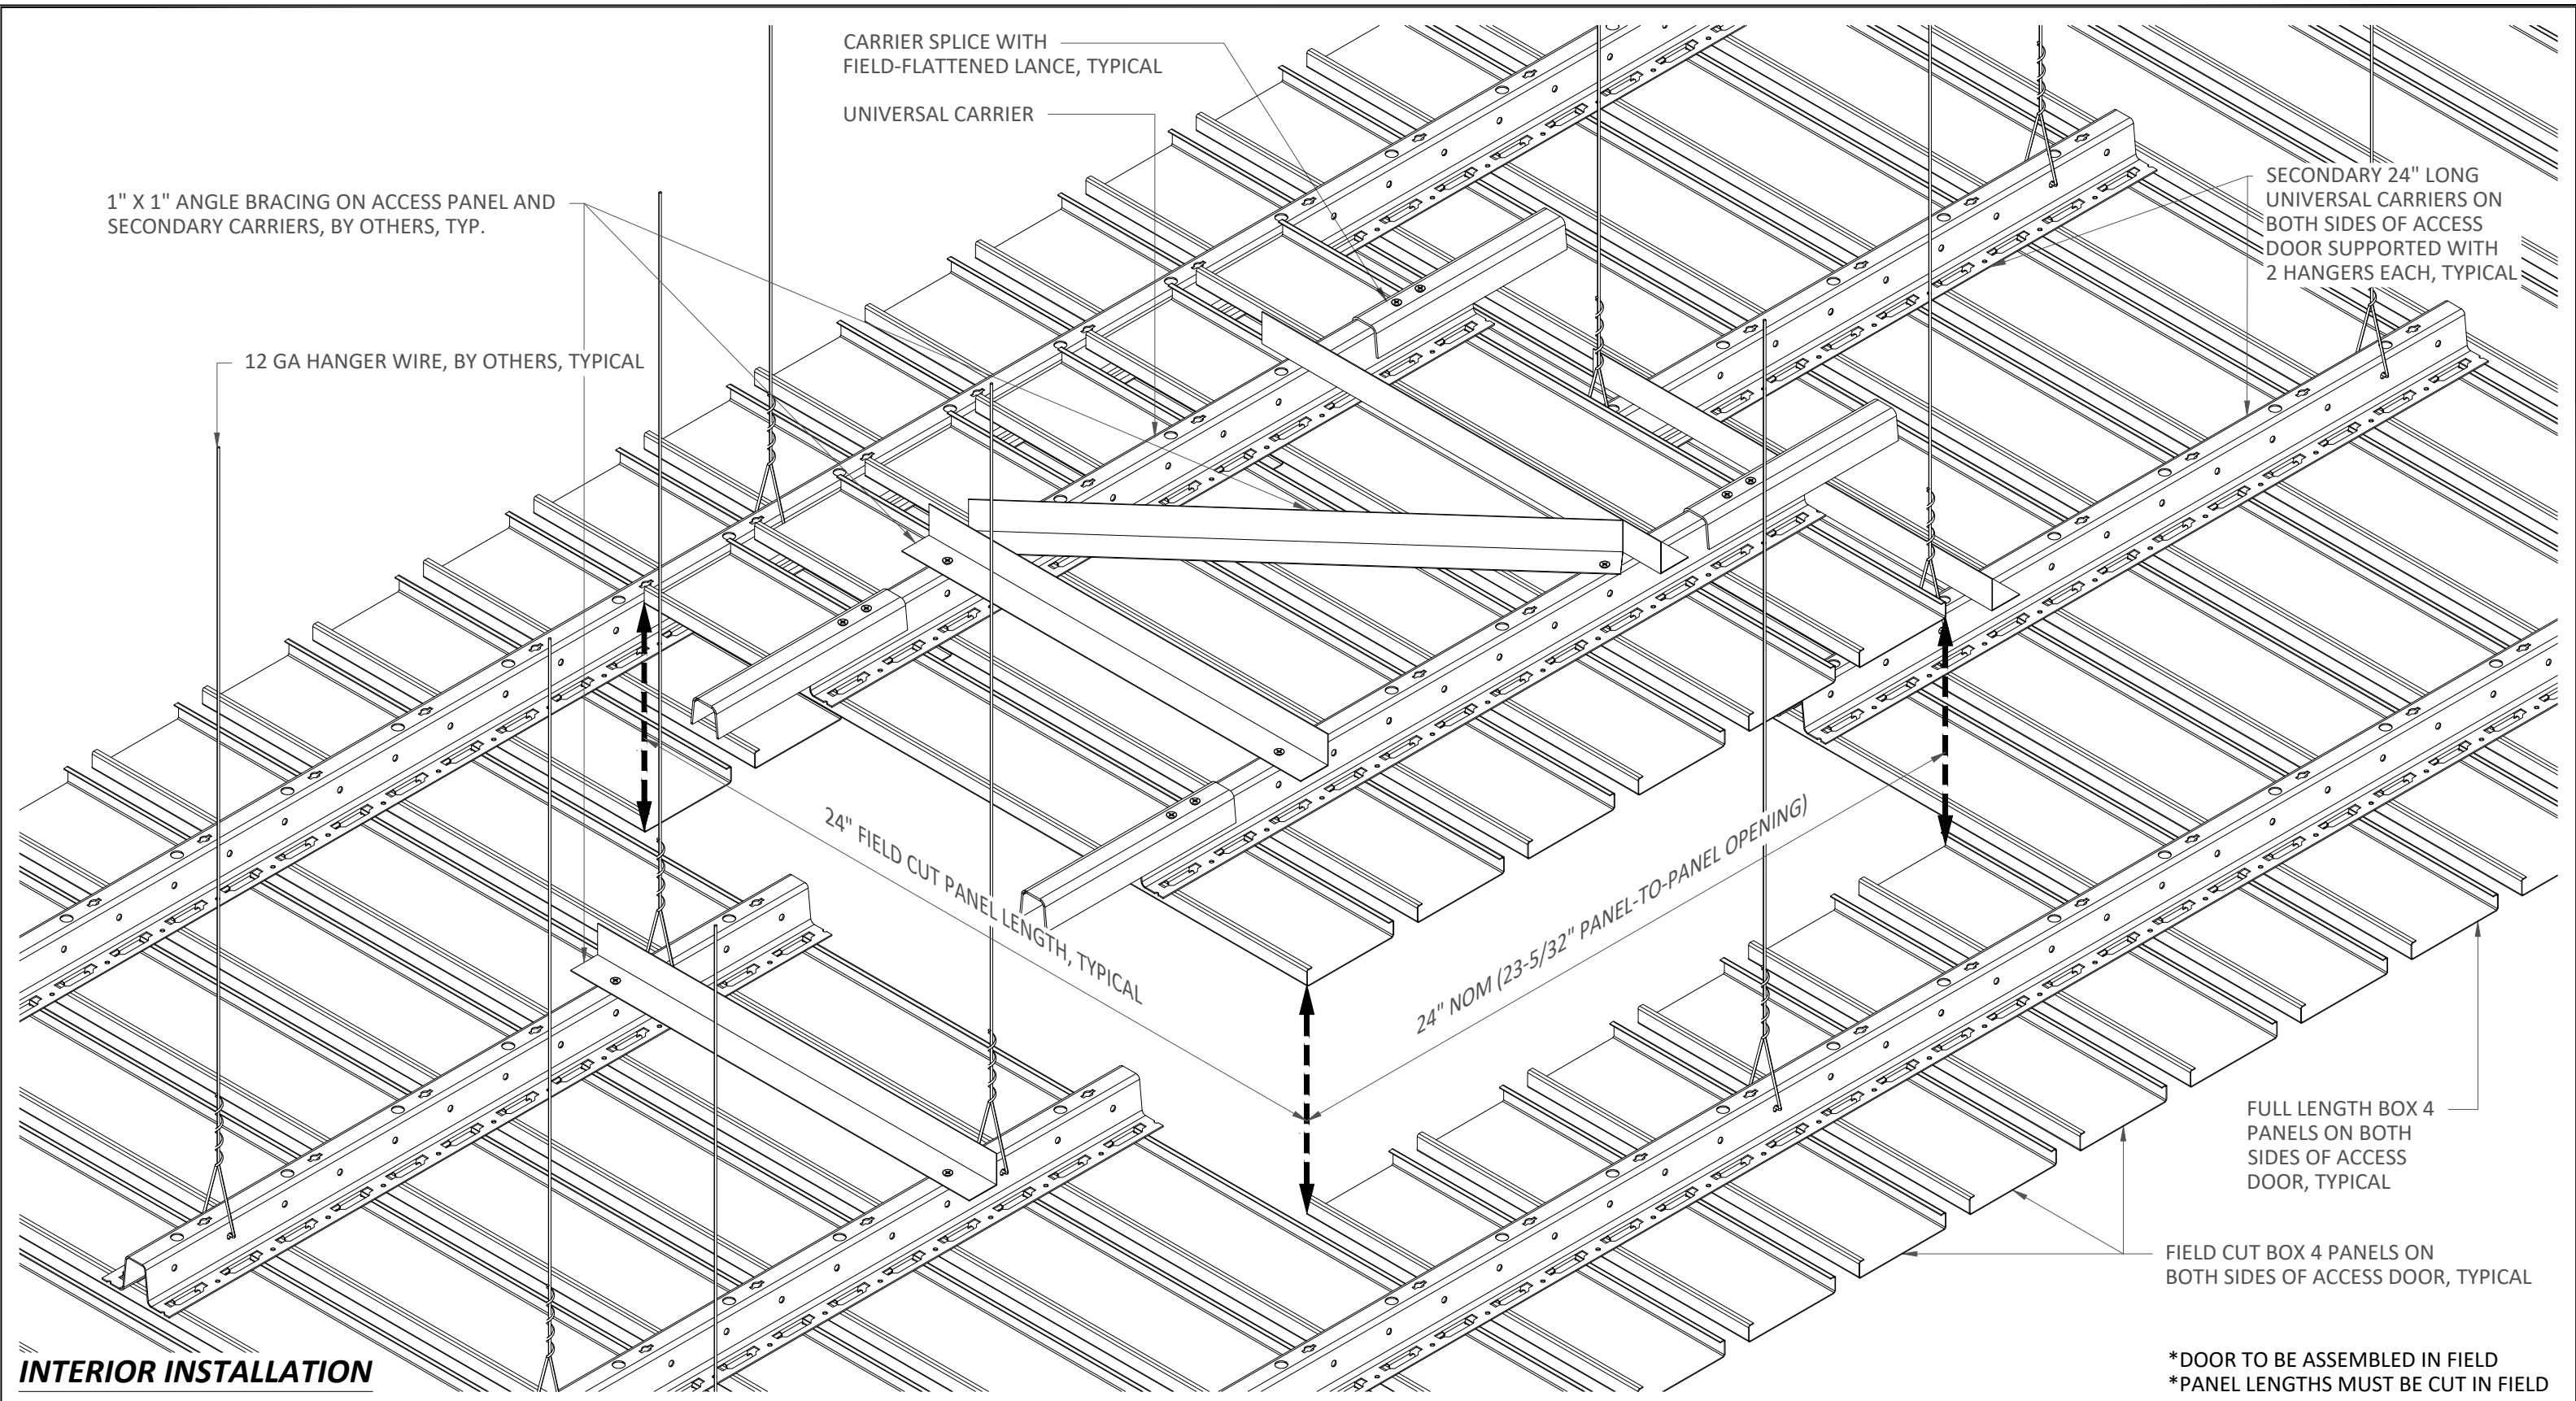 CARRIER SPLICE WITH
FIELD-FLATTENED LANCE, TYPICAL
UNIVERSAL CARRIER
1" X 1" ANGLE BRACING ON ACCESS PANEL AND
SECONDARY CARRIERS, BY OTHERS, TYP.
SECONDARY 24" LONG
UNIVERSAL CARRIERS ON
BOTH SIDES OF ACCESS
DOOR SUPPORTED WITH
2 HANGERS EACH, TYPICAL
12 GA HANGER WIRE, BY OTHERS, TYPICAL
24" FIELD CUT PANEL LENGTH, TYPICAL
24" NOM (23-5/32" PANEL-TO-PANEL OPENING)
FULL LENGTH BOX 4
PANELS ON BOTH
SIDES OF ACCESS
DOOR, TYPICAL
FIELD CUT BOX 4 PANELS ON
BOTH SIDES OF ACCESS DOOR, TYPICAL
INTERIOR INSTALLATION
*DOOR TO BE ASSEMBLED IN FIELD
*PANEL LENGTHS MUST BE CUT IN FIELD